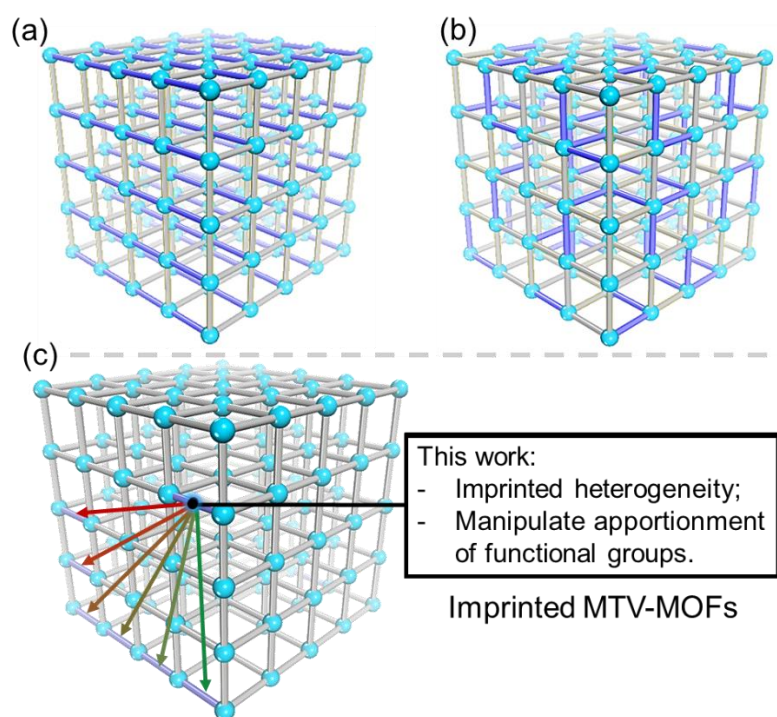 (a)
(b)
(c)
This work:
- Imprinted heterogeneity;
- Manipulate apportionment
of functional groups.
Imprinted MTV-MOFs